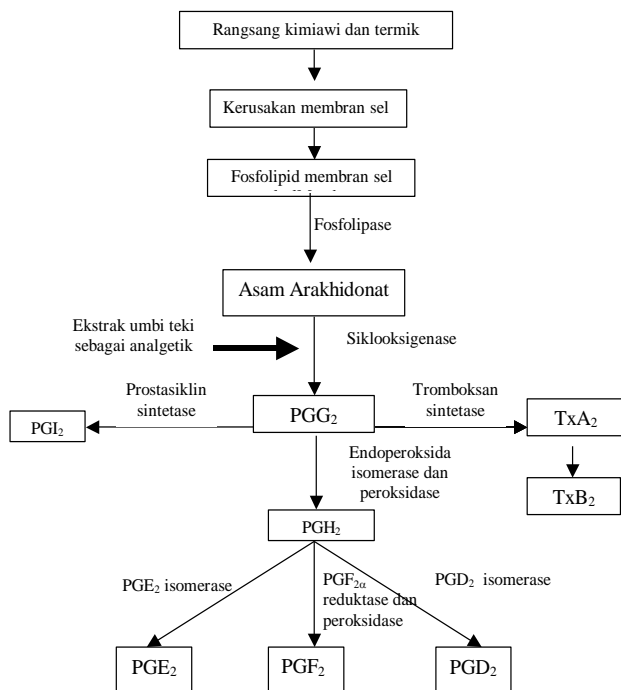 Rangsang kimiawi dan termik
Kerusakan membran sel
Fosfolipid membran sel
Fosfolipase
Asam Arakhidonat
Ekstrak umbi teki
sebagai analgetik
Siklooksigenase
Prostasiklin
sintetase
Tromboksan
sintetase
PGI₂
PGG₂
TxA₂
Endoperoksida
isomerase dan
peroksidase
TxB₂
PGH₂
PGE₂ isomerase
PGF₂α
reduktase dan
peroksidase
PGD₂ isomerase
PGE₂
PGF₂
PGD₂